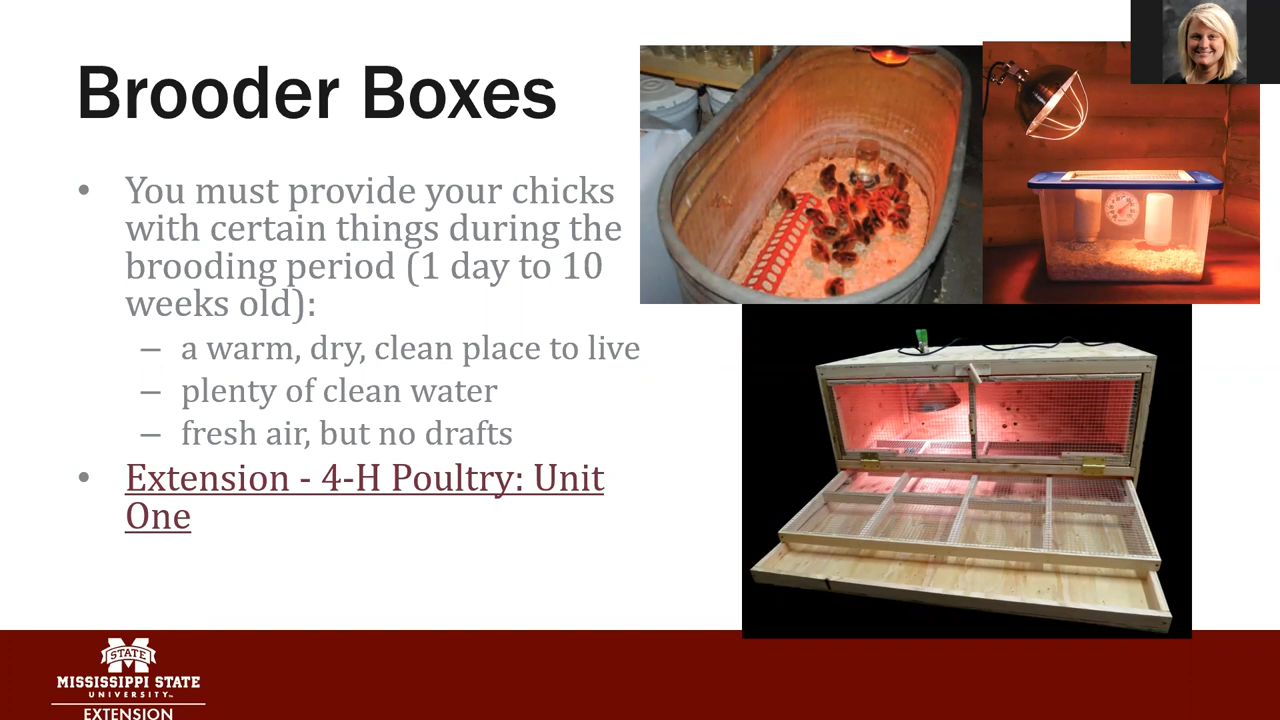 Brooder Boxes
• You must provide your chicks
with certain things during the
brooding period (1 day to 10
weeks old):
– a warm, dry, clean place to live
– plenty of clean water
– fresh air, but no drafts
• Extension - 4-H Poultry: Unit
One
STATE
MISSISSIPPI STATE
UNIVERSITY™
EXTENSION